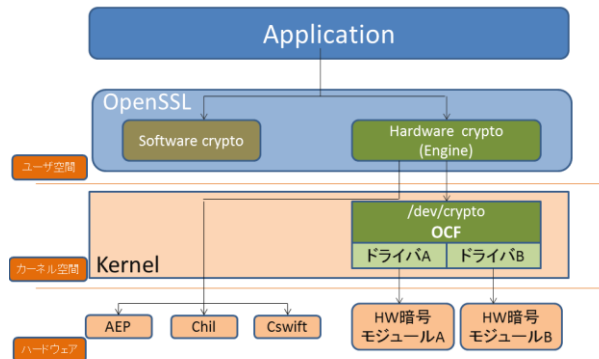 Application
OpenSSL
Software crypto
Hardware crypto
(Engine)
ユーザ空間
/dev/crypto
OCF
ドライバA
ドライバB
Kernel
カーネル空間
AEP
Chil
Cswift
HW暗号
モジュールA
HW暗号
モジュールB
ハードウェア